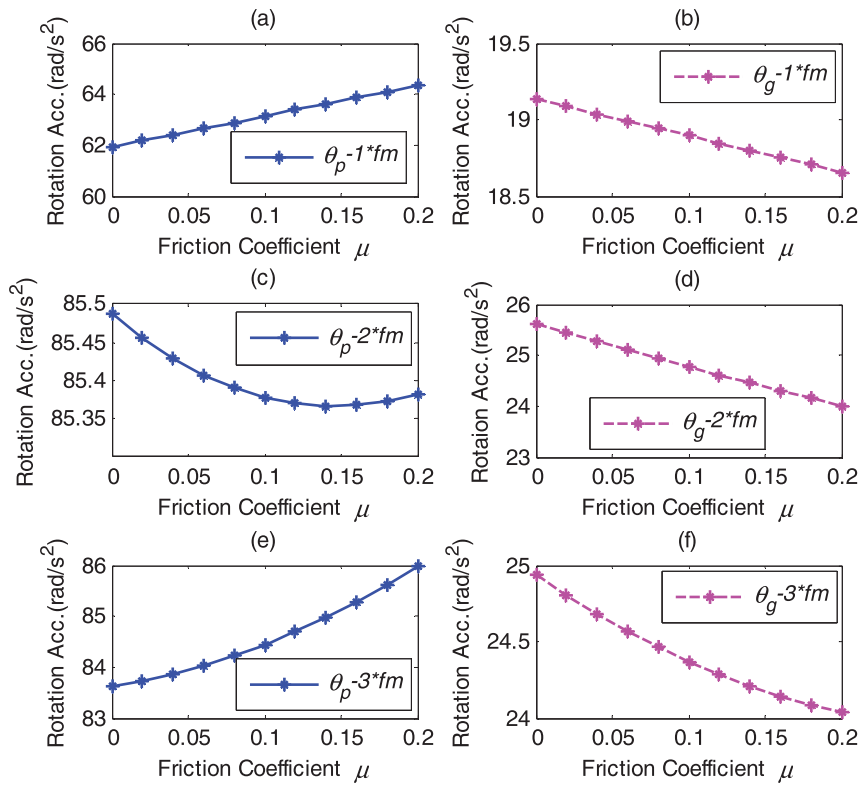 (a)
Rotation Acc.(rad/s²)
66
64
62
60
θp-1*fm
0 0.05 0.1 0.15 0.2
Friction Coefficient μ
(b)
Rotation Acc.(rad/s²)
19.5
19
18.5
θg-1*fm
0 0.05 0.1 0.15 0.2
Friction Coefficient μ
(c)
Rotation Acc.(rad/s²)
85.5
85.45
85.4
85.35
θp-2*fm
0 0.05 0.1 0.15 0.2
Friction Coefficient μ
(d)
Rotaion Acc.(rad/s²)
26
25
24
23
θg-2*fm
0 0.05 0.1 0.15 0.2
Friction Coefficient μ
(e)
Rotation Acc.(rad/s²)
86
85
84
83
θp-3*fm
0 0.05 0.1 0.15 0.2
Friction Coefficient μ
(f)
Rotation Acc.(rad/s²)
25
24.5
24
θg-3*fm
0 0.05 0.1 0.15 0.2
Friction Coefficient μ